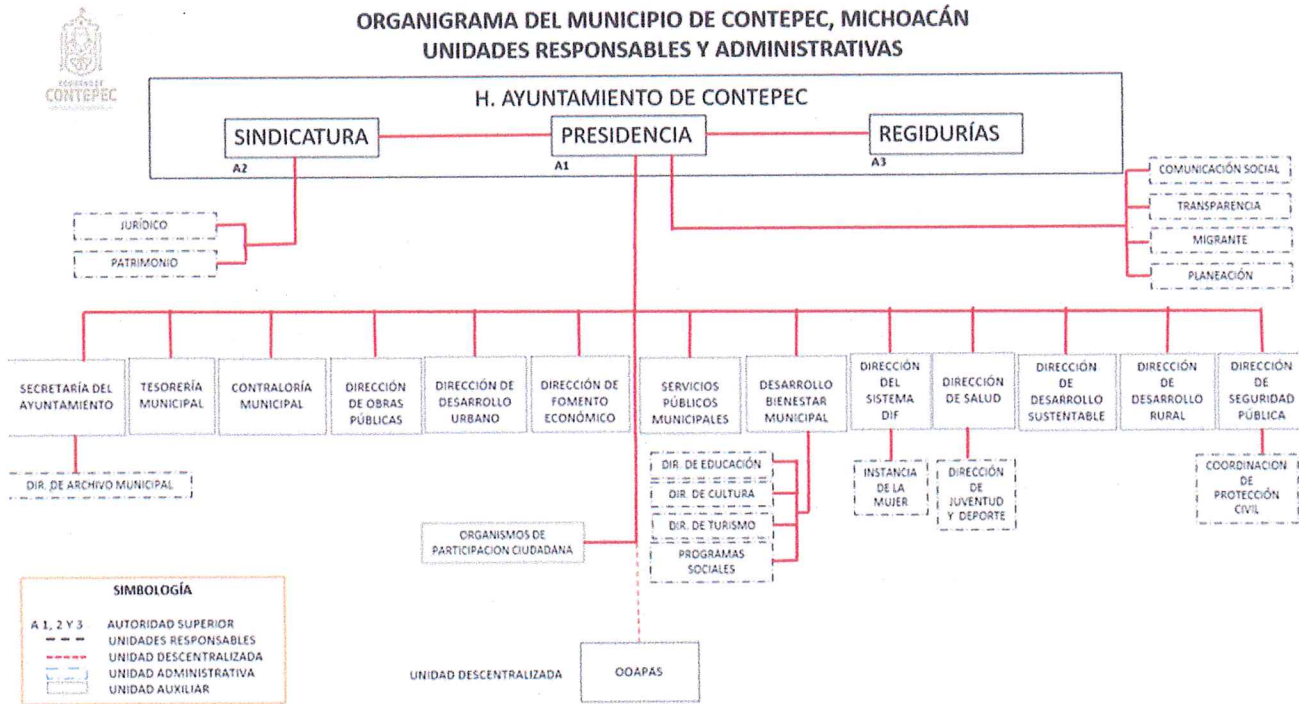 ORGANIGRAMA DEL MUNICIPIO DE CONTEPEC, MICHOACÁN
UNIDADES RESPONSABLES Y ADMINISTRATIVAS
GOBIERNO DE
CONTEPEC
H. AYUNTAMIENTO DE CONTEPEC
SINDICATURA
PRESIDENCIA
REGIDURÍAS
A2
A1
A3
COMUNICACIÓN SOCIAL
TRANSPARENCIA
MIGRANTE
PLANEACIÓN
JURÍDICO
PATRIMONIO
SECRETARÍA DEL
AYUNTAMIENTO
TESORERÍA
MUNICIPAL
CONTRALORÍA
MUNICIPAL
DIRECCIÓN
DE OBRAS
PÚBLICAS
DIRECCIÓN DE
DESARROLLO
URBANO
DIRECCIÓN DE
FOMENTO
ECONÓMICO
SERVICIOS
PÚBLICOS
MUNICIPALES
DESARROLLO
BIENESTAR
MUNICIPAL
DIRECCIÓN
DEL
SISTEMA
DIF
DIRECCIÓN
DE SALUD
DIRECCIÓN
DE
DESARROLLO
SUSTENTABLE
DIRECCIÓN
DE
DESARROLLO
RURAL
DIRECCIÓN
DE
SEGURIDAD
PÚBLICA
DIR. DE ARCHIVO MUNICIPAL
DIR. DE EDUCACIÓN
DIR. DE CULTURA
DIR. DE TURISMO
PROGRAMAS
SOCIALES
INSTANCIA
DE LA
MUJER
DIRECCIÓN
DE
JUVENTUD
Y DEPORTE
COORDINACION
DE
PROTECCIÓN
CIVIL
ORGANISMOS DE
PARTICIPACION CIUDADANA
SIMBOLOGÍA
A 1, 2 Y 3 AUTORIDAD SUPERIOR
UNIDADES RESPONSABLES
UNIDAD DESCENTRALIZADA
UNIDAD ADMINISTRATIVA
UNIDAD AUXILIAR
UNIDAD DESCENTRALIZADA
OOAPAS